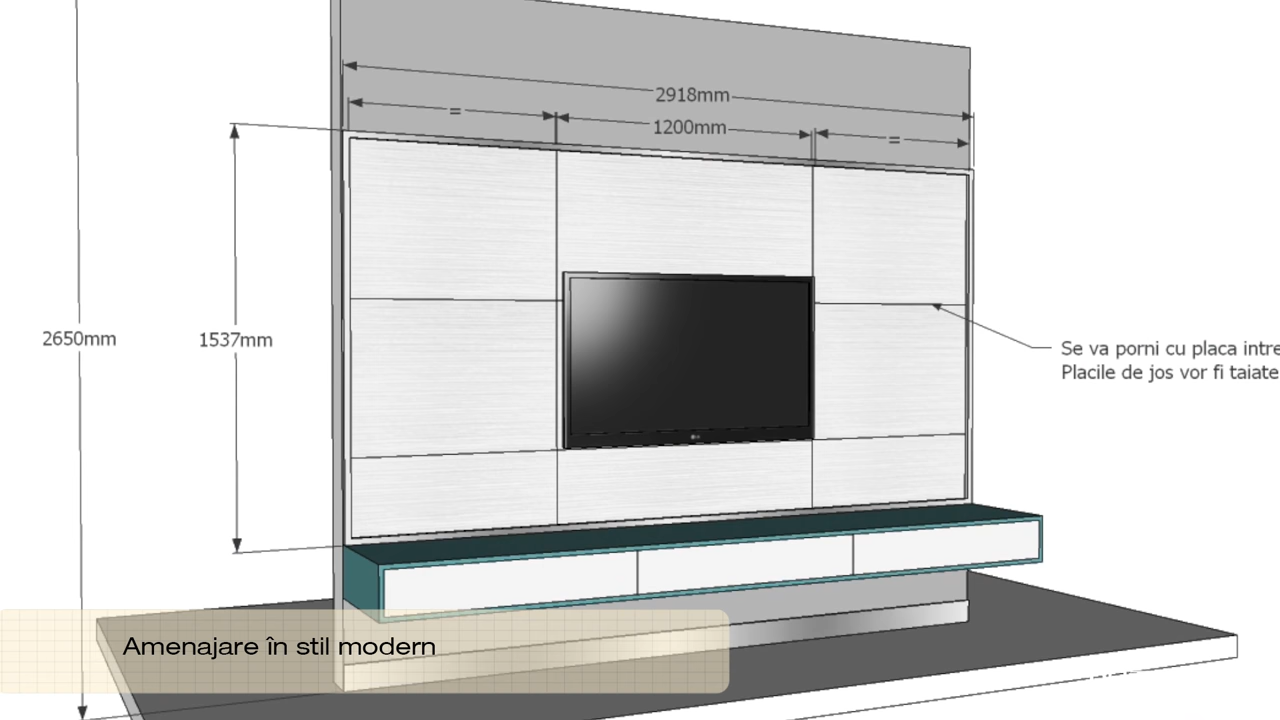 2918mm
=
1200mm
=
2650mm
1537mm
Se va porni cu placa intre
Placile de jos vor fi taiate
Amenajare în stil modern